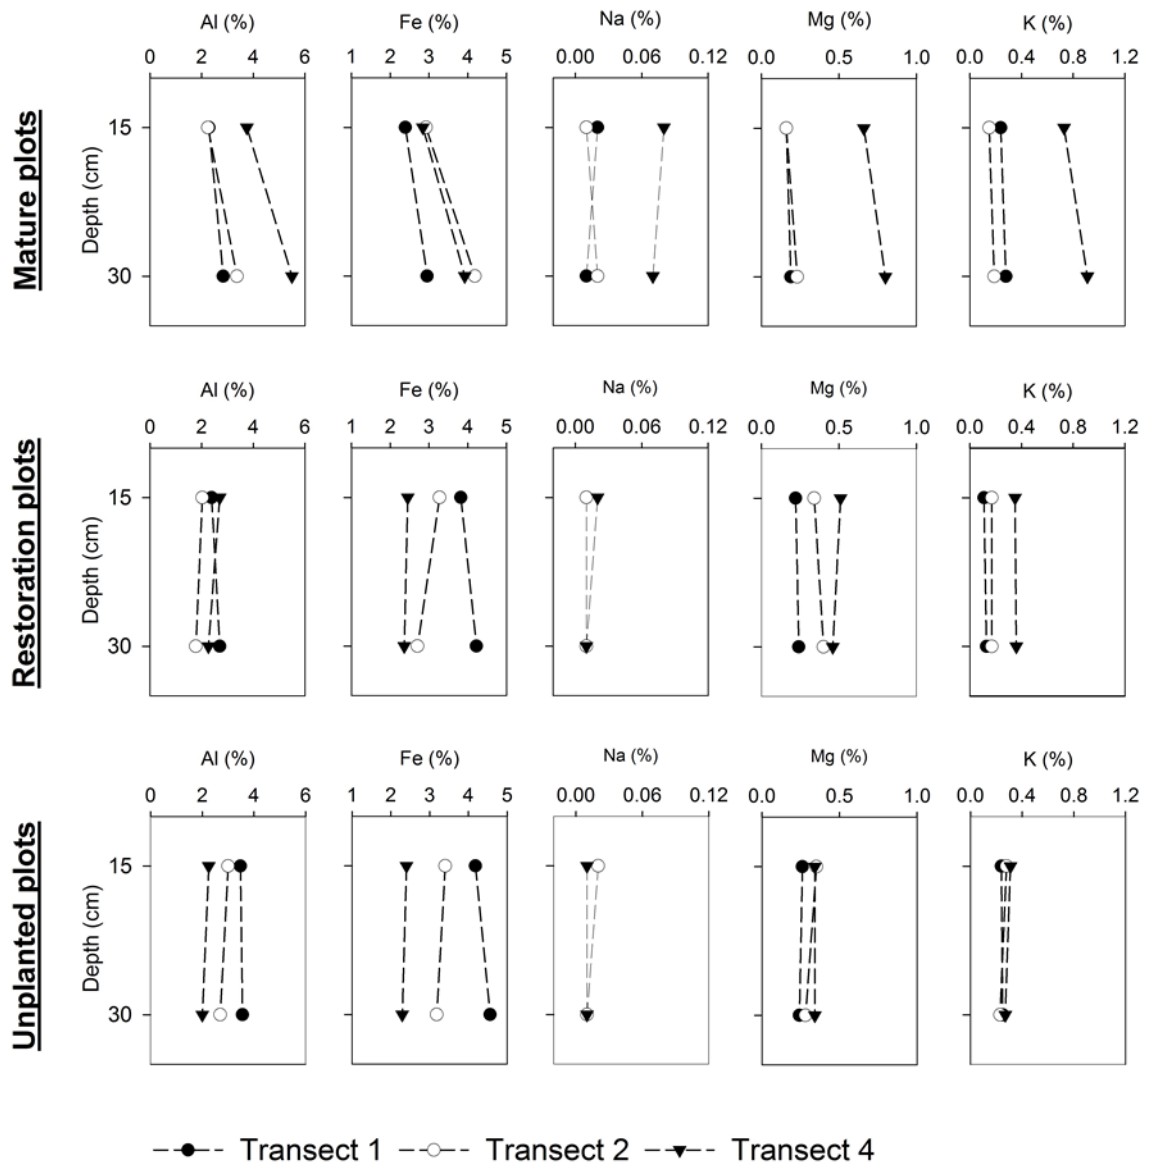 Al (%) Fe (%) Na (%) Mg (%) K (%)
0 2 4 6 1 2 3 4 5 0.00 0.06 0.12 0.0 0.5 1.0 0.0 0.4 0.8 1.2
Mature plots
Depth (cm)
15
30
Al (%) Fe (%) Na (%) Mg (%) K (%)
0 2 4 6 1 2 3 4 5 0.00 0.06 0.12 0.0 0.5 1.0 0.0 0.4 0.8 1.2
Restoration plots
Depth (cm)
15
30
Al (%) Fe (%) Na (%) Mg (%) K (%)
0 2 4 6 1 2 3 4 5 0.00 0.06 0.12 0.0 0.5 1.0 0.0 0.4 0.8 1.2
Unplanted plots
Depth (cm)
15
30
Transect 1 Transect 2 Transect 4